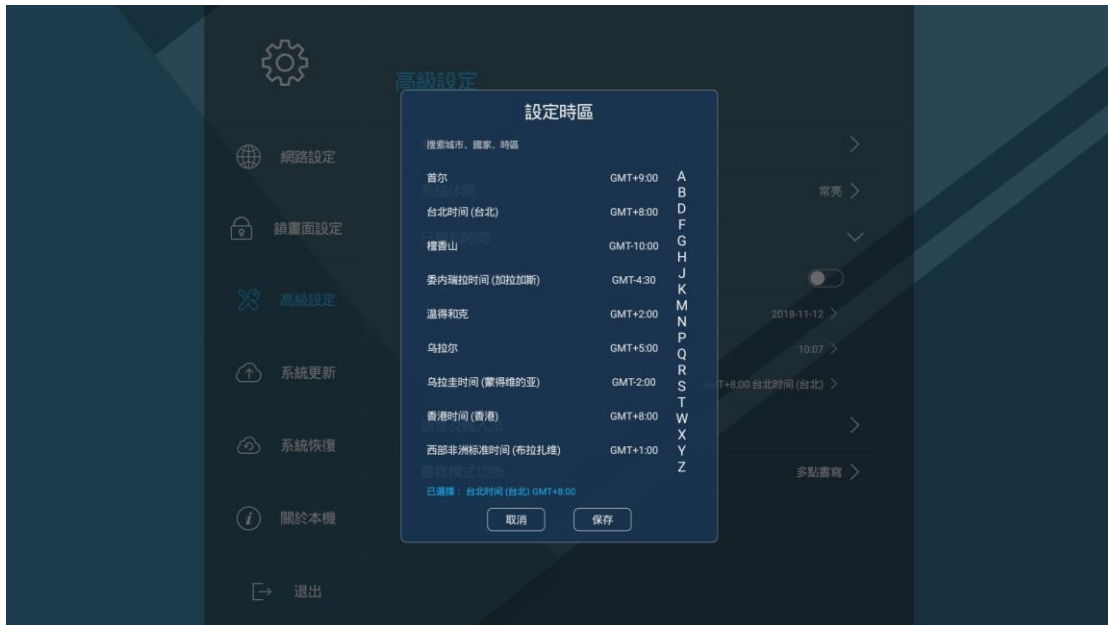 高級設定
設定時區
搜索城市、國家、時區
首尔 GMT+9:00
台北时间 (台北) GMT+8:00
檀香山 GMT-10:00
委内瑞拉时间 (加拉加斯) GMT-4:30
溫得和克 GMT+2:00
乌拉尔 GMT+5:00
乌拉圭时间 (蒙得维的亚) GMT-2:00
香港时间 (香港) GMT+8:00
西部非洲标准时间 (布拉扎维) GMT+1:00
已選擇： 台北时间 (台北) GMT+8:00
取消
保存
A
B
D
F
G
H
J
K
M
N
P
Q
R
S
T
W
X
Y
Z
網路設定
鎖畫面設定
高級設定
系統更新
系統恢復
關於本機
退出
常亮
2018-11-12
10:07
T+8:00 台北时间 (台北)
書寫模式切換
多點書寫